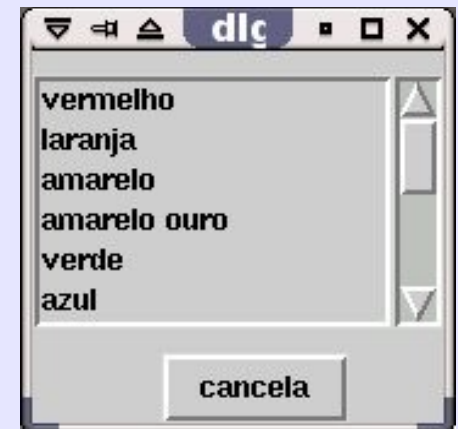 dlg
vermelho
laranja
amarelo
amarelo ouro
verde
azul
cancela